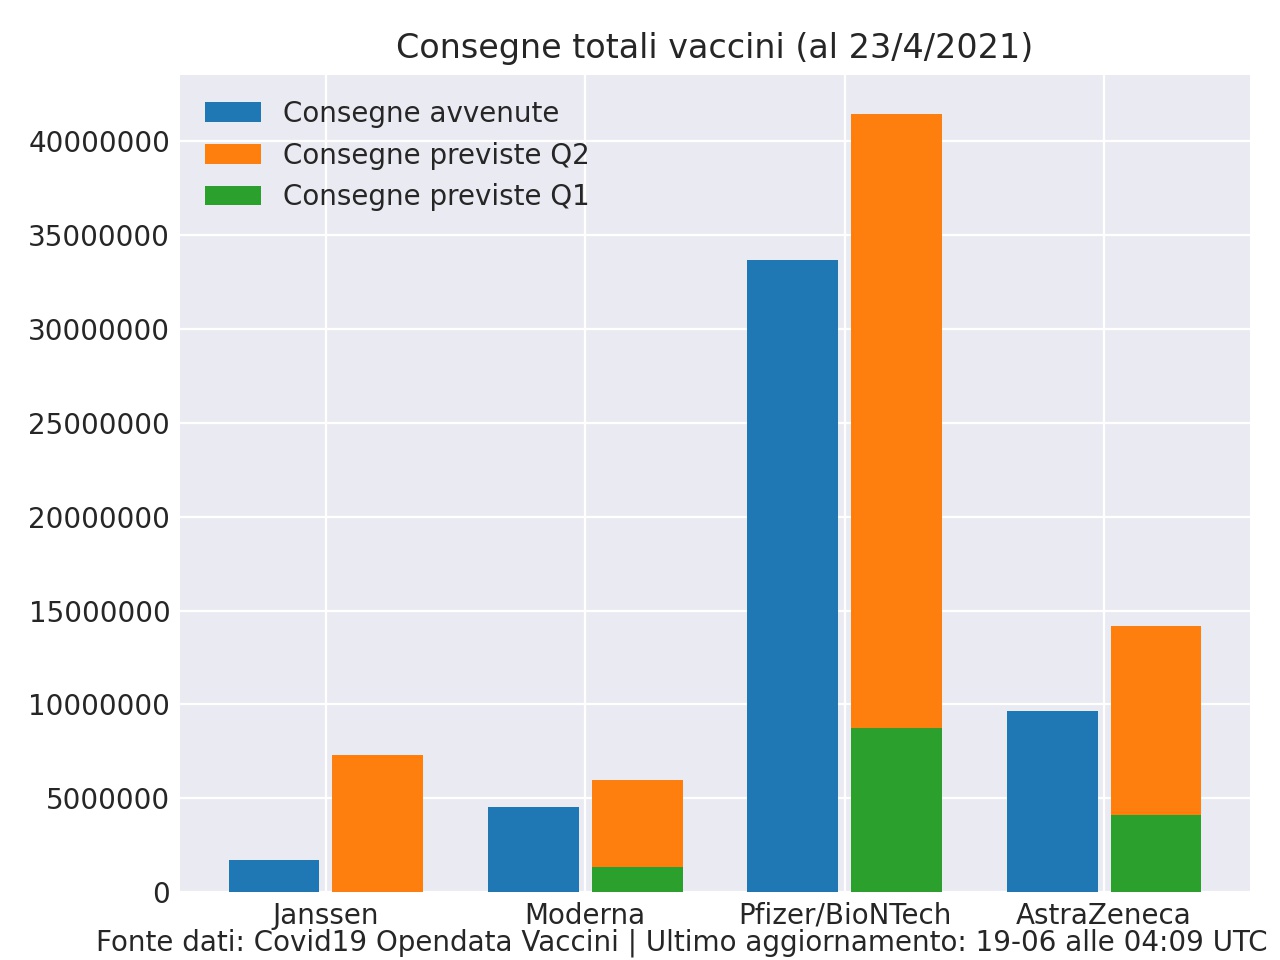 Consegne totali vaccini (al 23/4/2021)
Consegne avvenute
Consegne previste Q2
Consegne previste Q1
40000000
35000000
30000000
25000000
20000000
15000000
10000000
5000000
0
Janssen Moderna Pfizer/BioNTech AstraZeneca
Fonte dati: Covid19 Opendata Vaccini | Ultimo aggiornamento: 19-06 alle 04:09 UTC